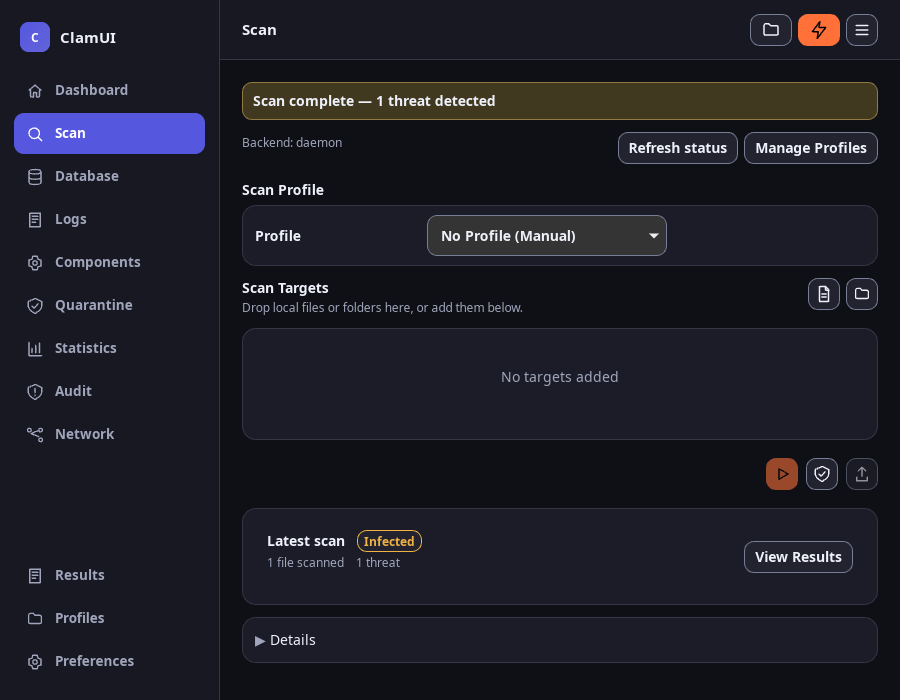 C
ClamUI
Dashboard
Scan
Database
Logs
Components
Quarantine
Statistics
Audit
Network
Results
Profiles
Preferences
Scan
Scan complete — 1 threat detected
Backend: daemon
Refresh status
Manage Profiles
Scan Profile
Profile
No Profile (Manual)
Scan Targets
Drop local files or folders here, or add them below.
No targets added
Latest scan Infected
1 file scanned 1 threat
View Results
Details